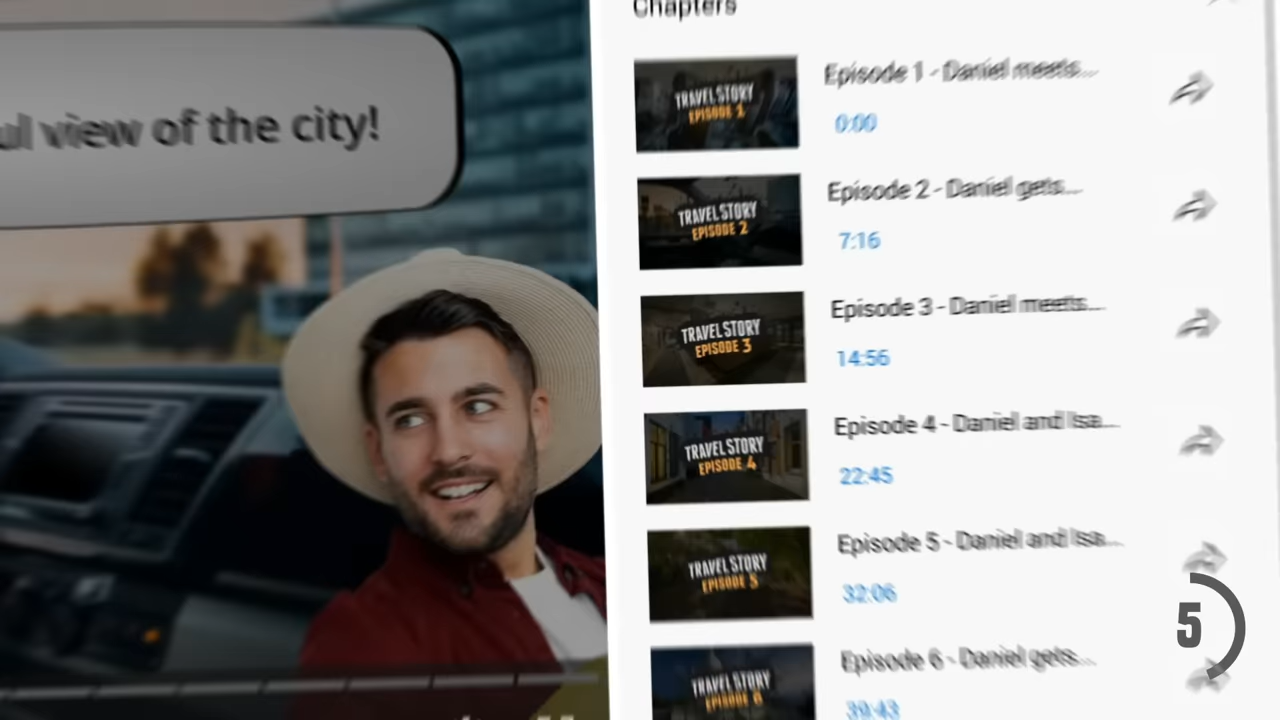 ul view of the city!
Chapters
TRAVEL STORY
EPISODE 1
Episode 1 - Daniel meets...
0:00
TRAVEL STORY
EPISODE 2
Episode 2 - Daniel gets...
7:16
TRAVEL STORY
EPISODE 3
Episode 3 - Daniel meets...
14:56
TRAVEL STORY
EPISODE 4
Episode 4 - Daniel and Isa...
22:45
TRAVEL STORY
EPISODE 5
Episode 5 - Daniel and Isa...
32:06
5
TRAVEL STORY
EPISODE 6
Episode 6 - Daniel gets...
39:43